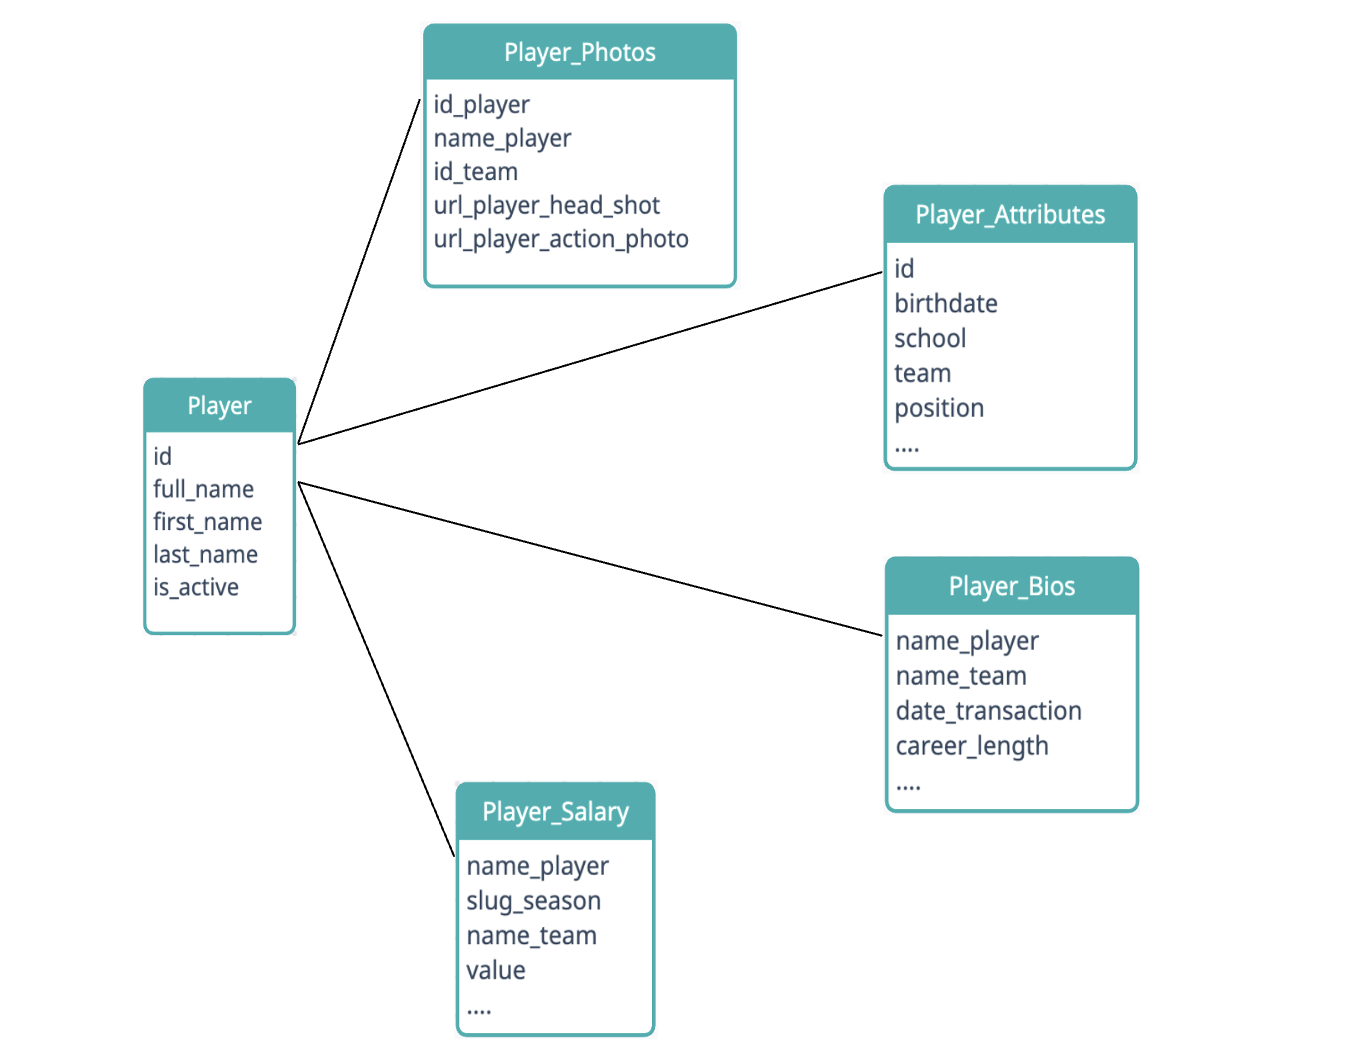 Player_Photos
id_player
name_player
id_team
url_player_head_shot
url_player_action_photo
Player_Attributes
id
birthdate
school
team
position
....
Player
id
full_name
first_name
last_name
is_active
Player_Bios
name_player
name_team
date_transaction
career_length
....
Player_Salary
name_player
slug_season
name_team
value
....